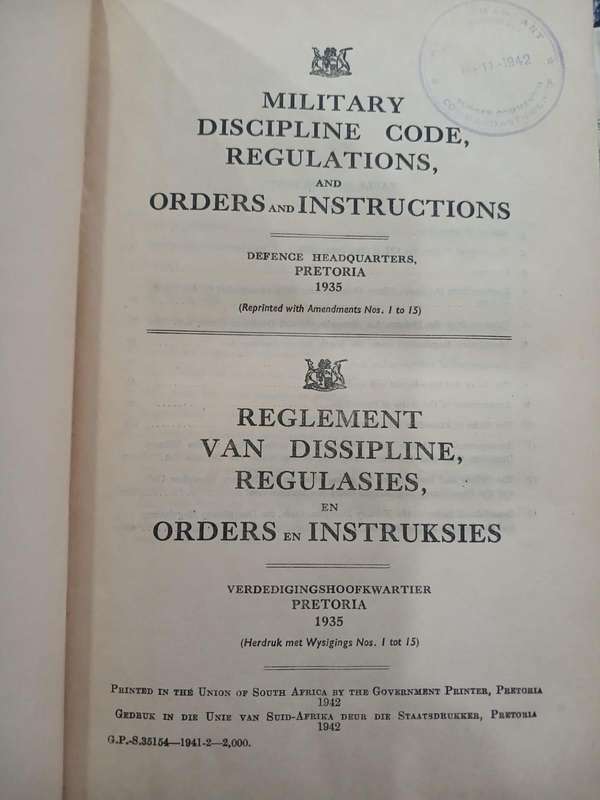 MILITARY
DISCIPLINE CODE,
REGULATIONS,
AND
ORDERS AND INSTRUCTIONS
DEFENCE HEADQUARTERS,
PRETORIA
1935
(Reprinted with Amendments Nos. 1 to 15)
REGLEMENT
VAN DISSIPLINE,
REGULASIES,
EN
ORDERS EN INSTRUKSIES
VERDEDIGINGSHOOFKWARTIER
PRETORIA
1935
(Herdruk met Wysigings Nos. 1 tot 15)
PRINTED IN THE UNION OF SOUTH AFRICA BY THE GOVERNMENT PRINTER, PRETORIA
1942
GEDRUK IN DIE UNIE VAN SUID-AFRIKA DEUR DIE STAATSDRUKKER, PRETORIA
1942
G.P.-S.35154—1941-2—2,000.
1942